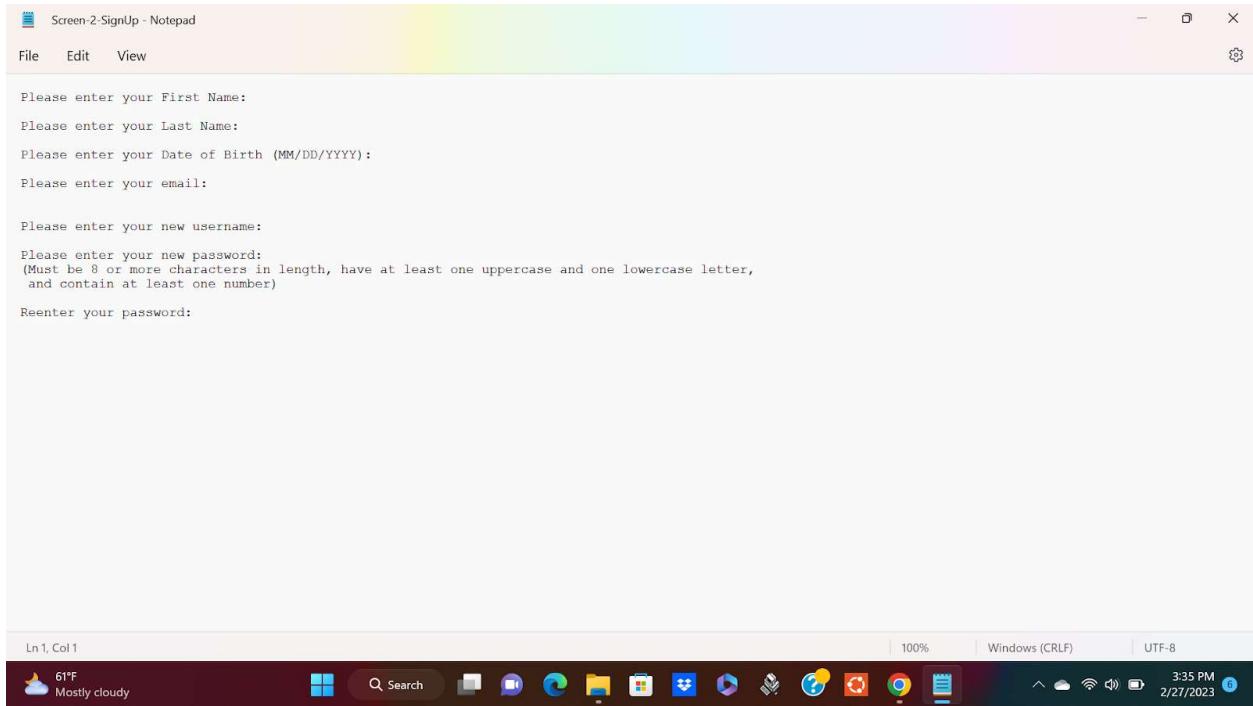 Screen-2-SignUp - Notepad
File Edit View
Please enter your First Name:
Please enter your Last Name:
Please enter your Date of Birth (MM/DD/YYYY):
Please enter your email:
Please enter your new username:
Please enter your new password:
(Must be 8 or more characters in length, have at least one uppercase and one lowercase letter,
and contain at least one number)
Reenter your password:
Ln 1, Col 1 100% Windows (CRLF) UTF-8
61°F
Mostly cloudy
Search
3:35 PM
2/27/2023
6